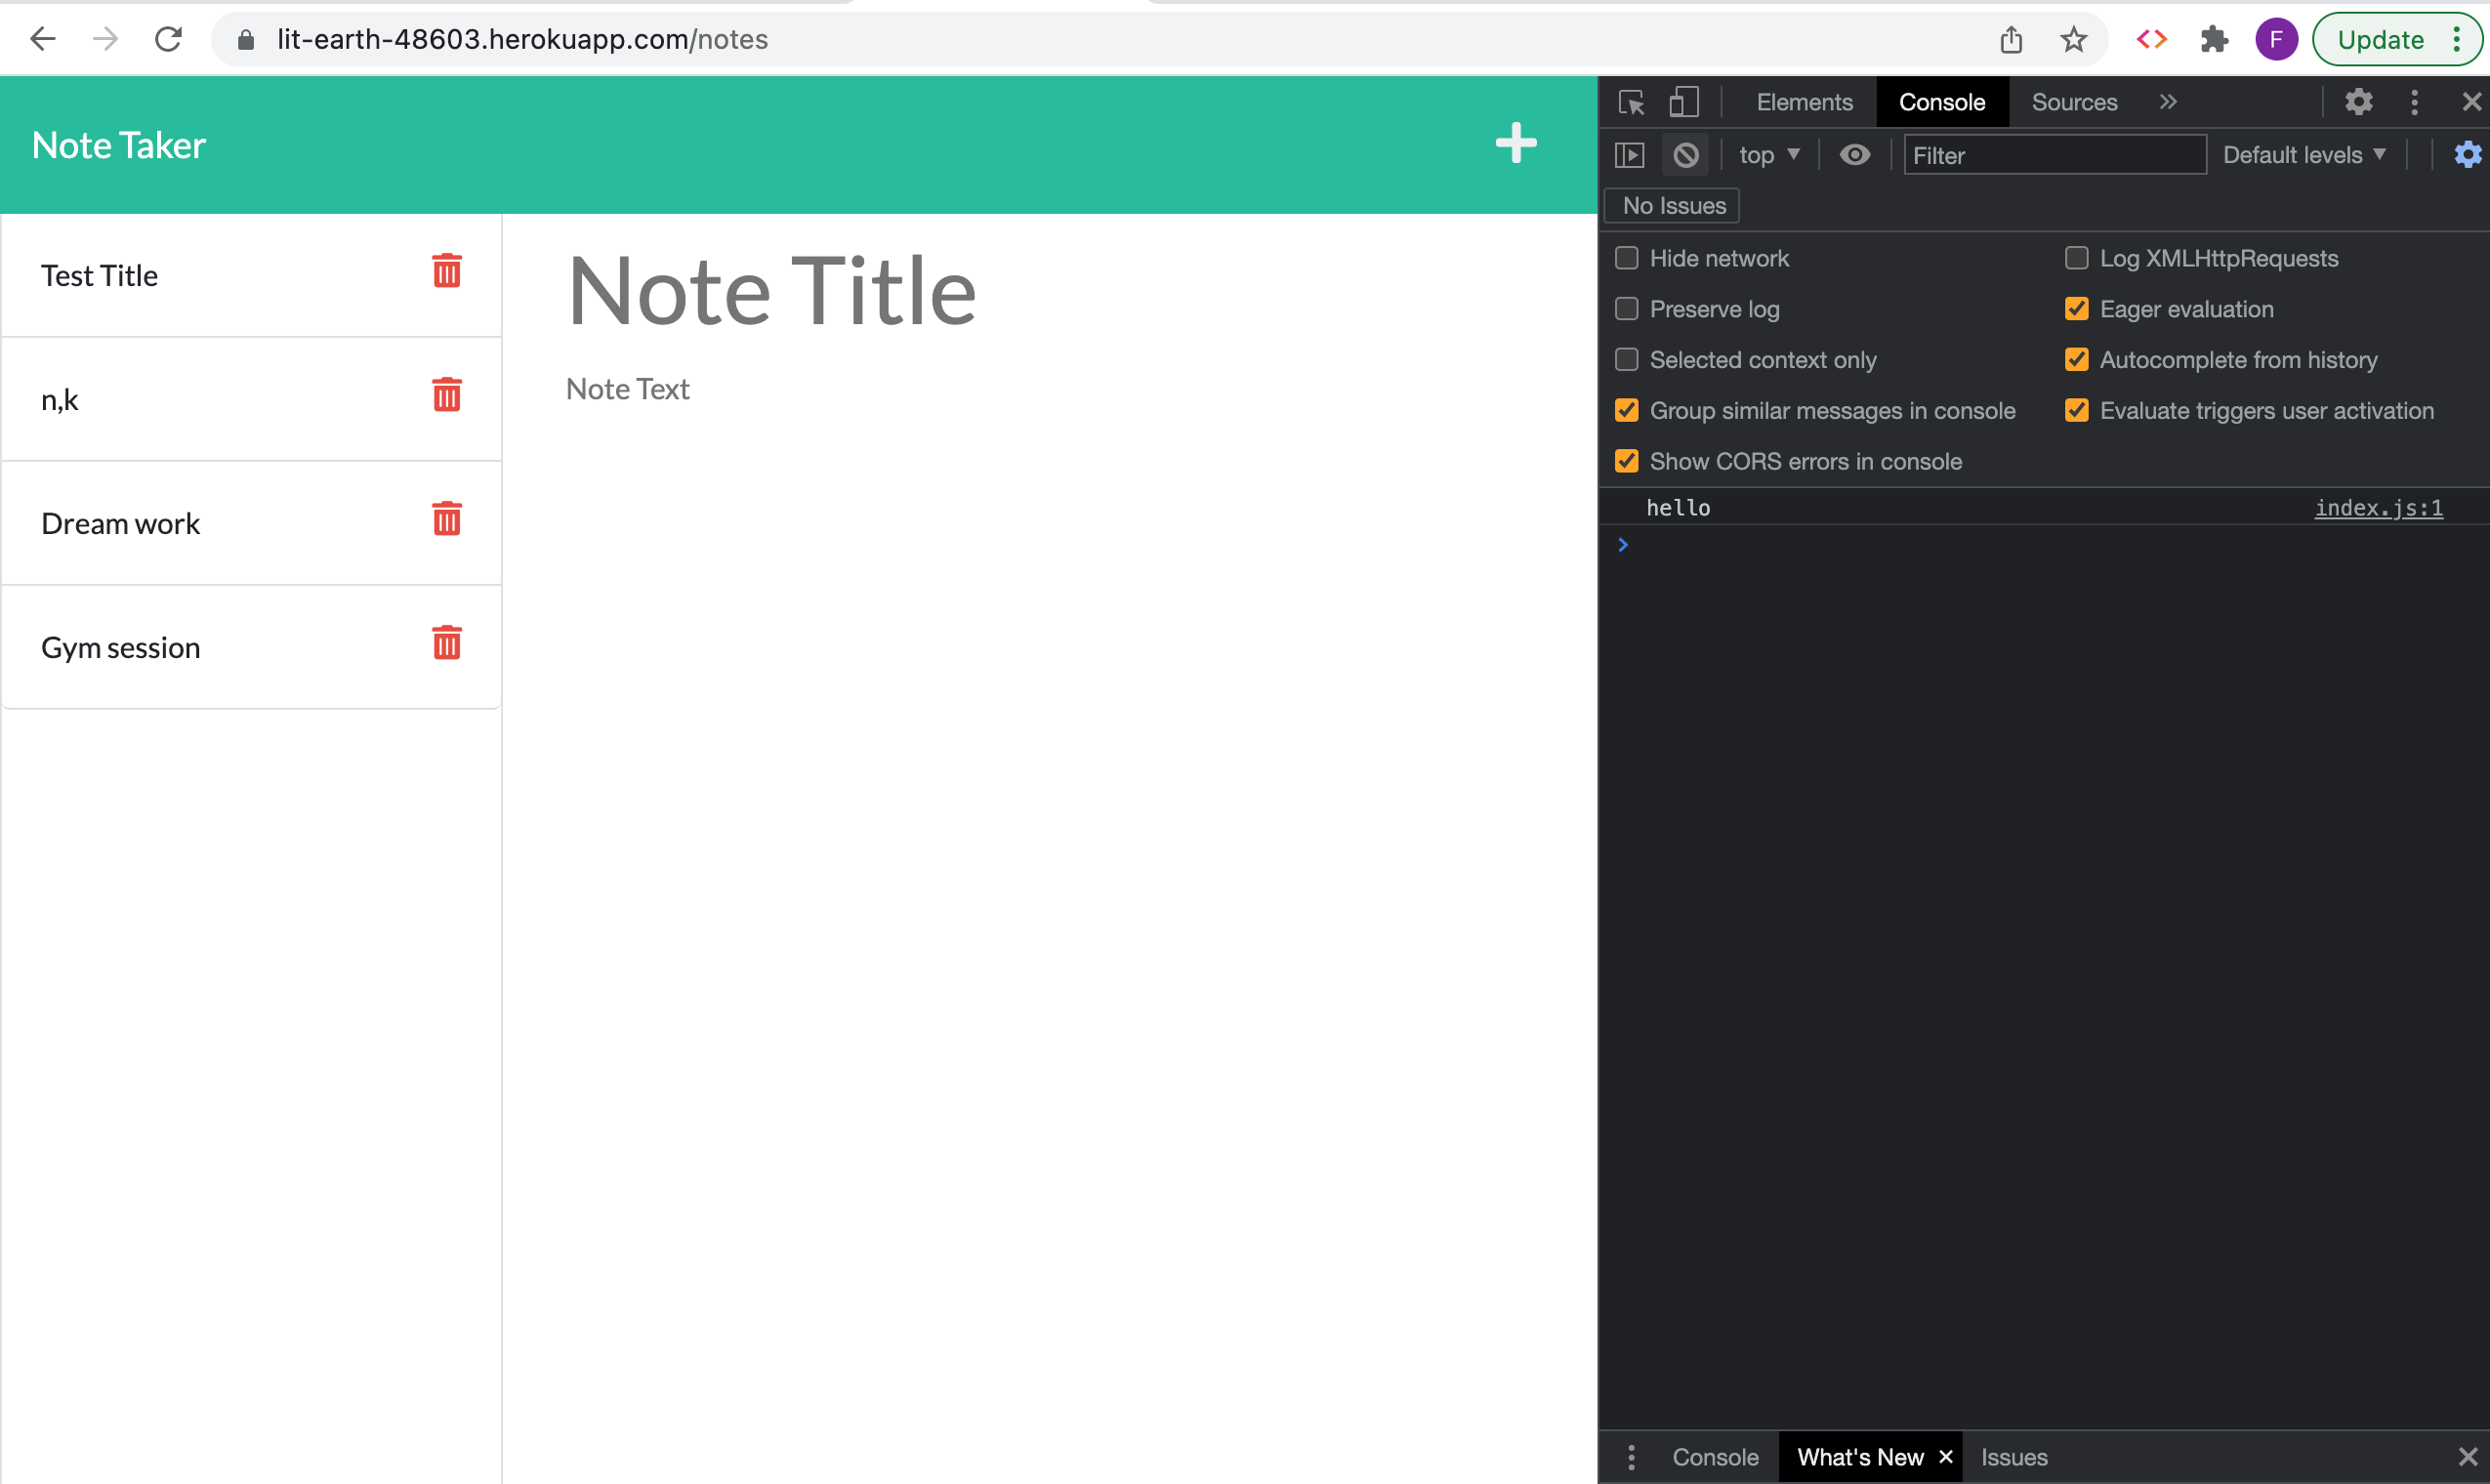 lit-earth-48603.herokuapp.com/notes
F
Update
Note Taker
Test Title
n,k
Dream work
Gym session
Note Title
Note Text
Elements Console Sources
top Filter Default levels
No Issues
Hide network Log XMLHttpRequests
Preserve log Eager evaluation
Selected context only Autocomplete from history
Group similar messages in console Evaluate triggers user activation
Show CORS errors in console
hello index.js:1
Console What's New Issues